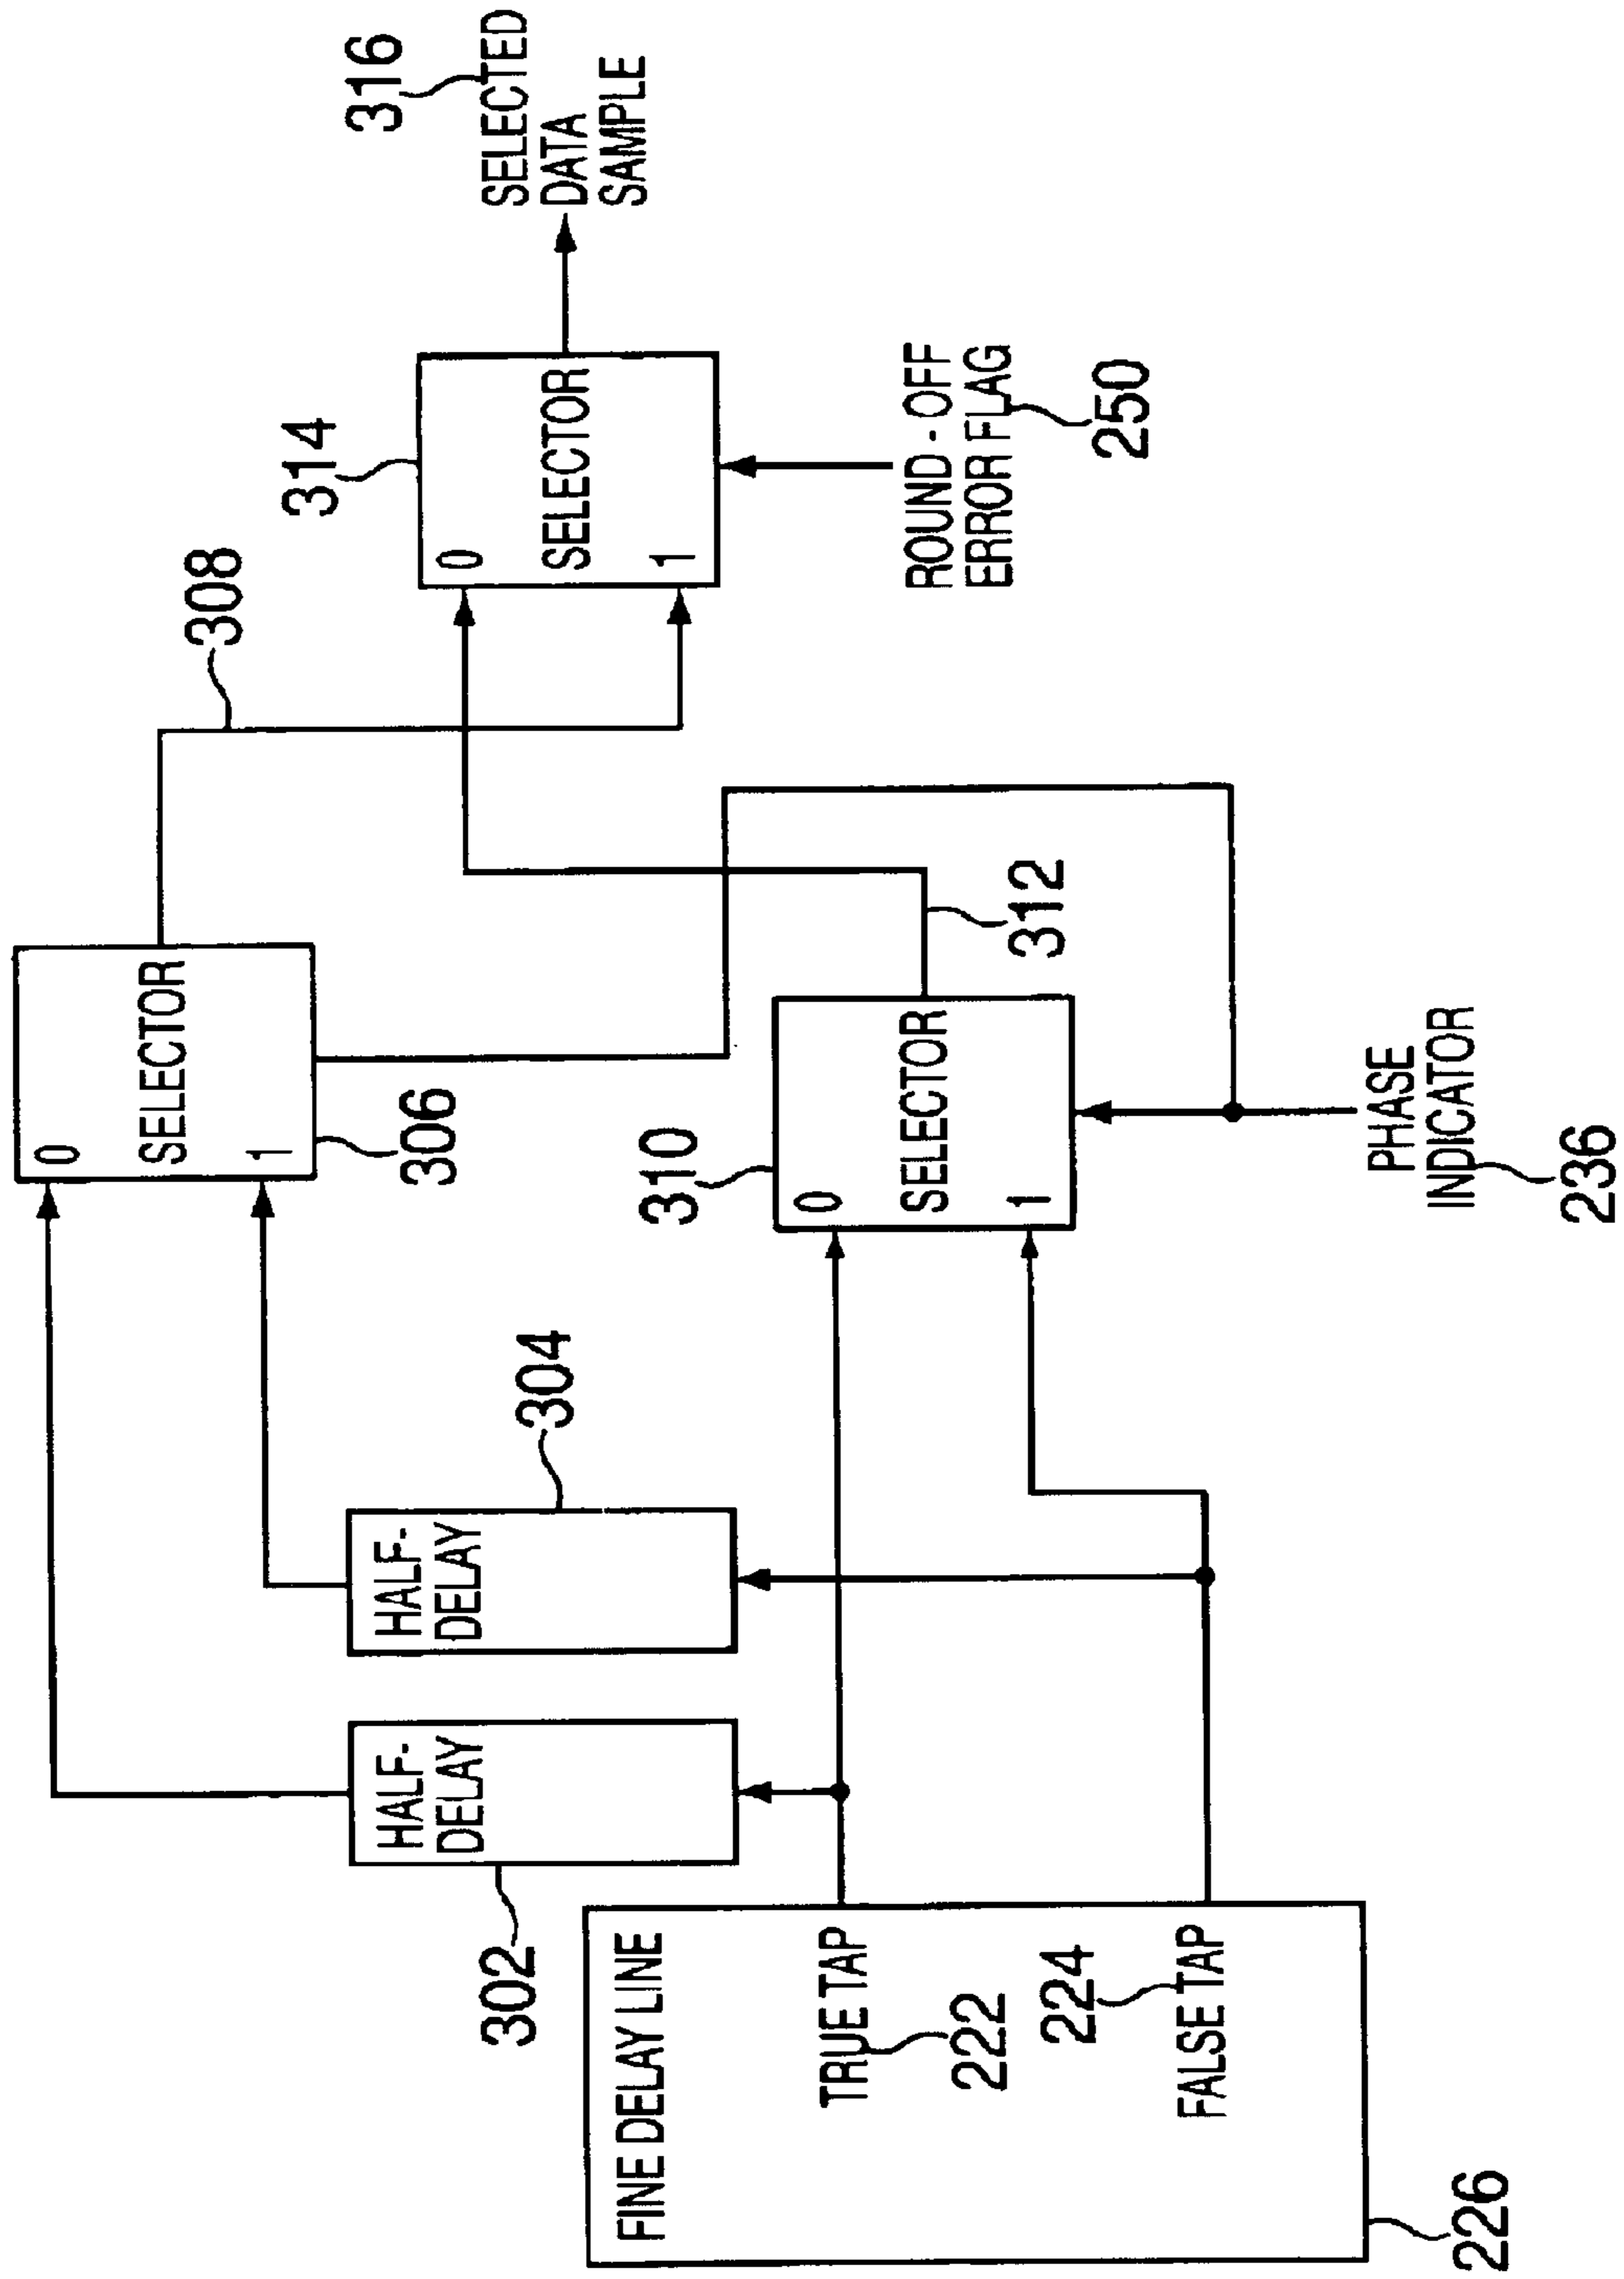 FINE DELAY LINE
TRUE TAP
222
224
FALSE TAP
226
302
HALF-
DELAY
HALF-
DELAY
304
0
SELECTOR
1
306
310
0
SELECTOR
1
PHASE
INDICATOR
236
308
312
314
0
SELECTOR
1
ROUND-OFF
ERROR FLAG
250
316
SELECTED
DATA
SAMPLE